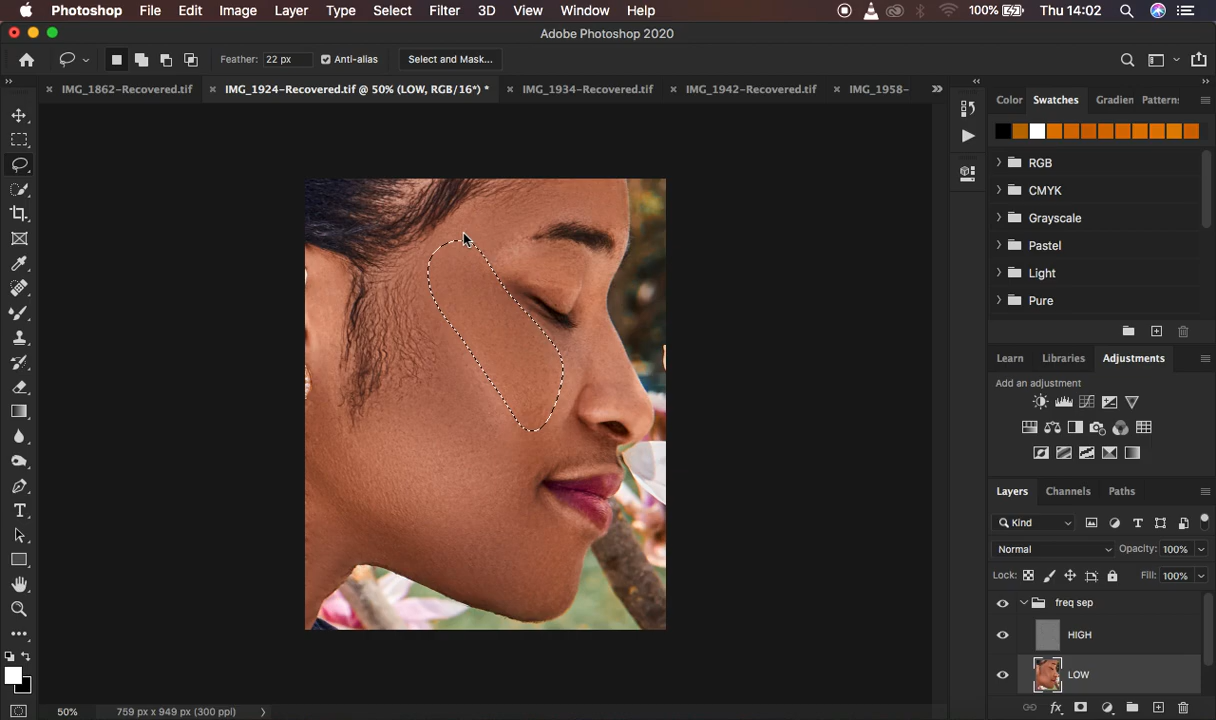 Photoshop File Edit Image Layer Type Select Filter 3D View Window Help 100% Thu 14:02
Adobe Photoshop 2020
Feather: 22 px Anti-alias Select and Mask...
IMG_1862-Recovered.tif IMG_1924-Recovered.tif @ 50% (LOW, RGB/16*) * IMG_1934-Recovered.tif IMG_1942-Recovered.tif IMG_1958-
Color Swatches Gradien Pattern:
RGB
CMYK
Grayscale
Pastel
Light
Pure
Learn Libraries Adjustments
Add an adjustment
Layers Channels Paths
Kind
Normal Opacity: 100%
Lock: Fill: 100%
freq sep
HIGH
LOW
50% 759 px x 949 px (300 ppi)